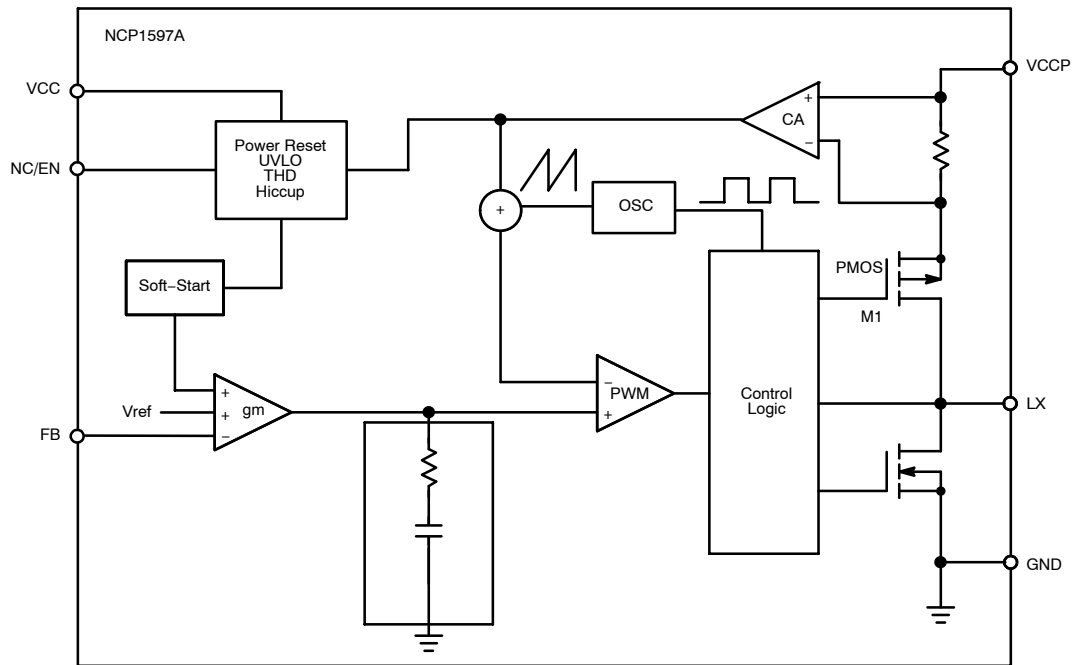 NCP1597A
VCC
VCCP
NC/EN
Power Reset
UVLO
THD
Hiccup
+
CA
−
+
OSC
Soft−Start
PMOS
M1
+
Vref
+
gm
FB
−
−
PWM
+
Control
Logic
LX
GND